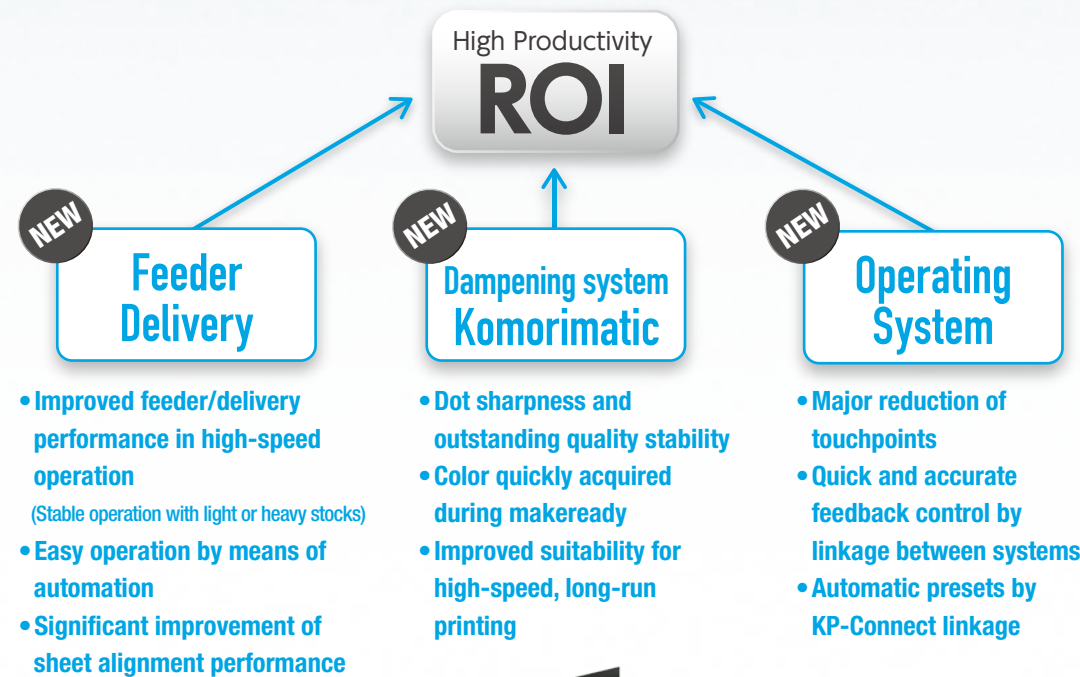 High Productivity
ROI
NEW
Feeder
Delivery
• Improved feeder/delivery
performance in high-speed
operation
(Stable operation with light or heavy stocks)
• Easy operation by means of
automation
• Significant improvement of
sheet alignment performance
NEW
Dampening system
Komorimatic
• Dot sharpness and
outstanding quality stability
• Color quickly acquired
during makeready
• Improved suitability for
high-speed, long-run
printing
NEW
Operating
System
• Major reduction of
touchpoints
• Quick and accurate
feedback control by
linkage between systems
• Automatic presets by
KP-Connect linkage